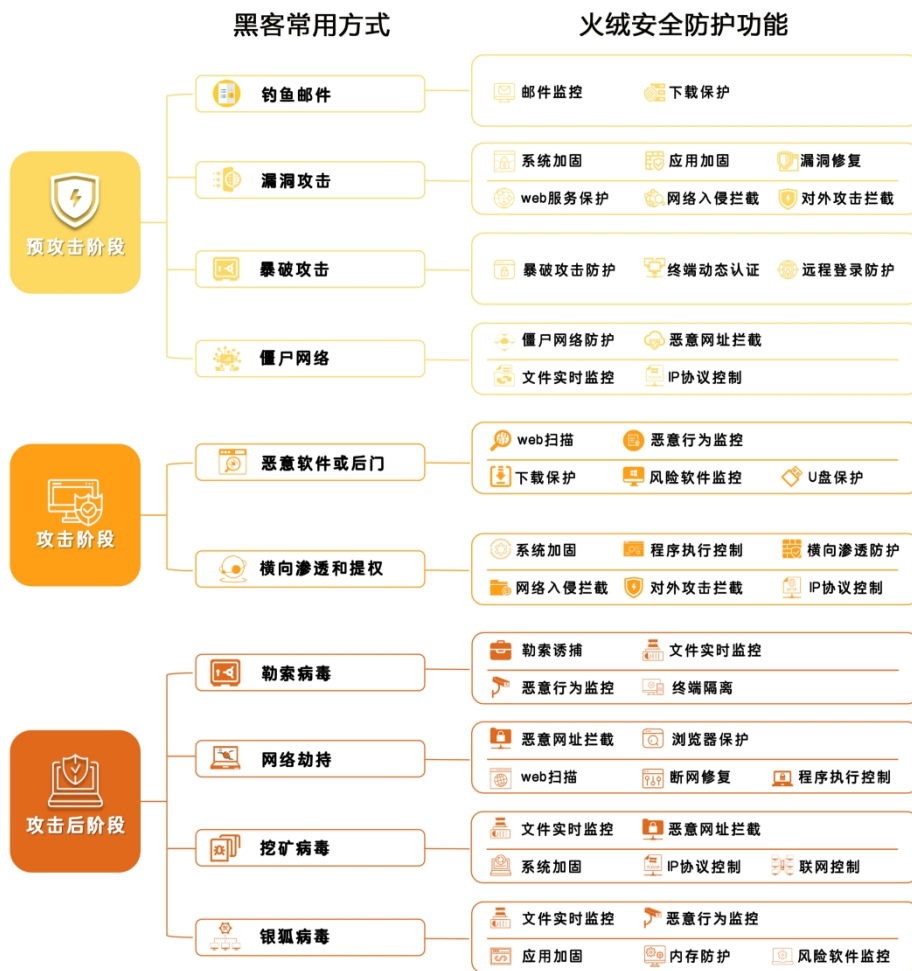 黑客常用方式 火绒安全防护功能
预攻击阶段
钓鱼邮件
邮件监控 下载保护
漏洞攻击
系统加固 应用加固 漏洞修复
web服务保护 网络入侵拦截 对外攻击拦截
暴破攻击
暴破攻击防护 终端动态认证 远程登录防护
僵尸网络
僵尸网络防护 恶意网址拦截
文件实时监控 IP协议控制
攻击阶段
恶意软件或后门
web扫描 恶意行为监控
下载保护 风险软件监控 U盘保护
横向渗透和提权
系统加固 程序执行控制 横向渗透防护
网络入侵拦截 对外攻击拦截 IP协议控制
攻击后阶段
勒索病毒
勒索诱捕 文件实时监控
恶意行为监控 终端隔离
网络劫持
恶意网址拦截 浏览器保护
web扫描 断网修复 程序执行控制
挖矿病毒
文件实时监控 恶意网址拦截
系统加固 IP协议控制 联网控制
银狐病毒
文件实时监控 恶意行为监控
应用加固 内存防护 风险软件监控